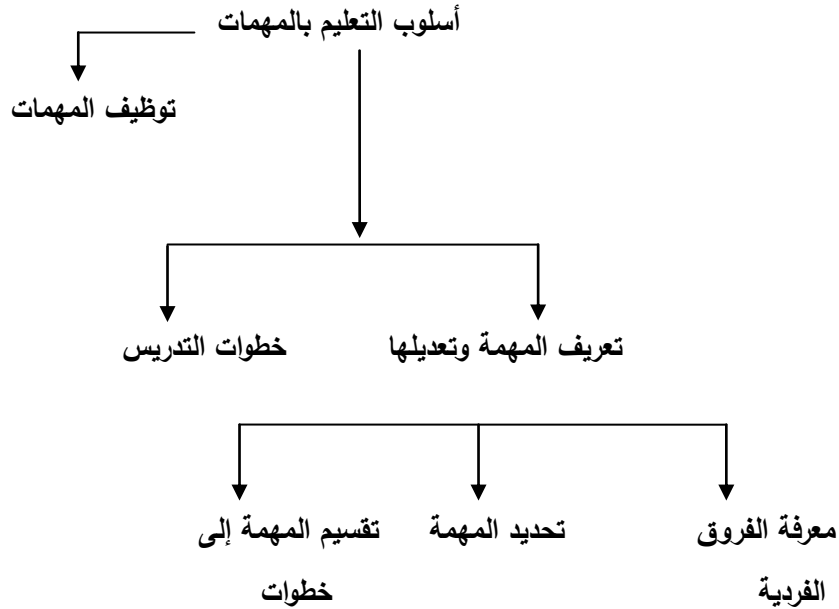 أسلوب التعليم بالمهمات
توظيف المهمات
تعريف المهمة وتعديلها
خطوات التدريس
معرفة الفروق
الفردية
تحديد المهمة
تقسيم المهمة إلى
خطوات